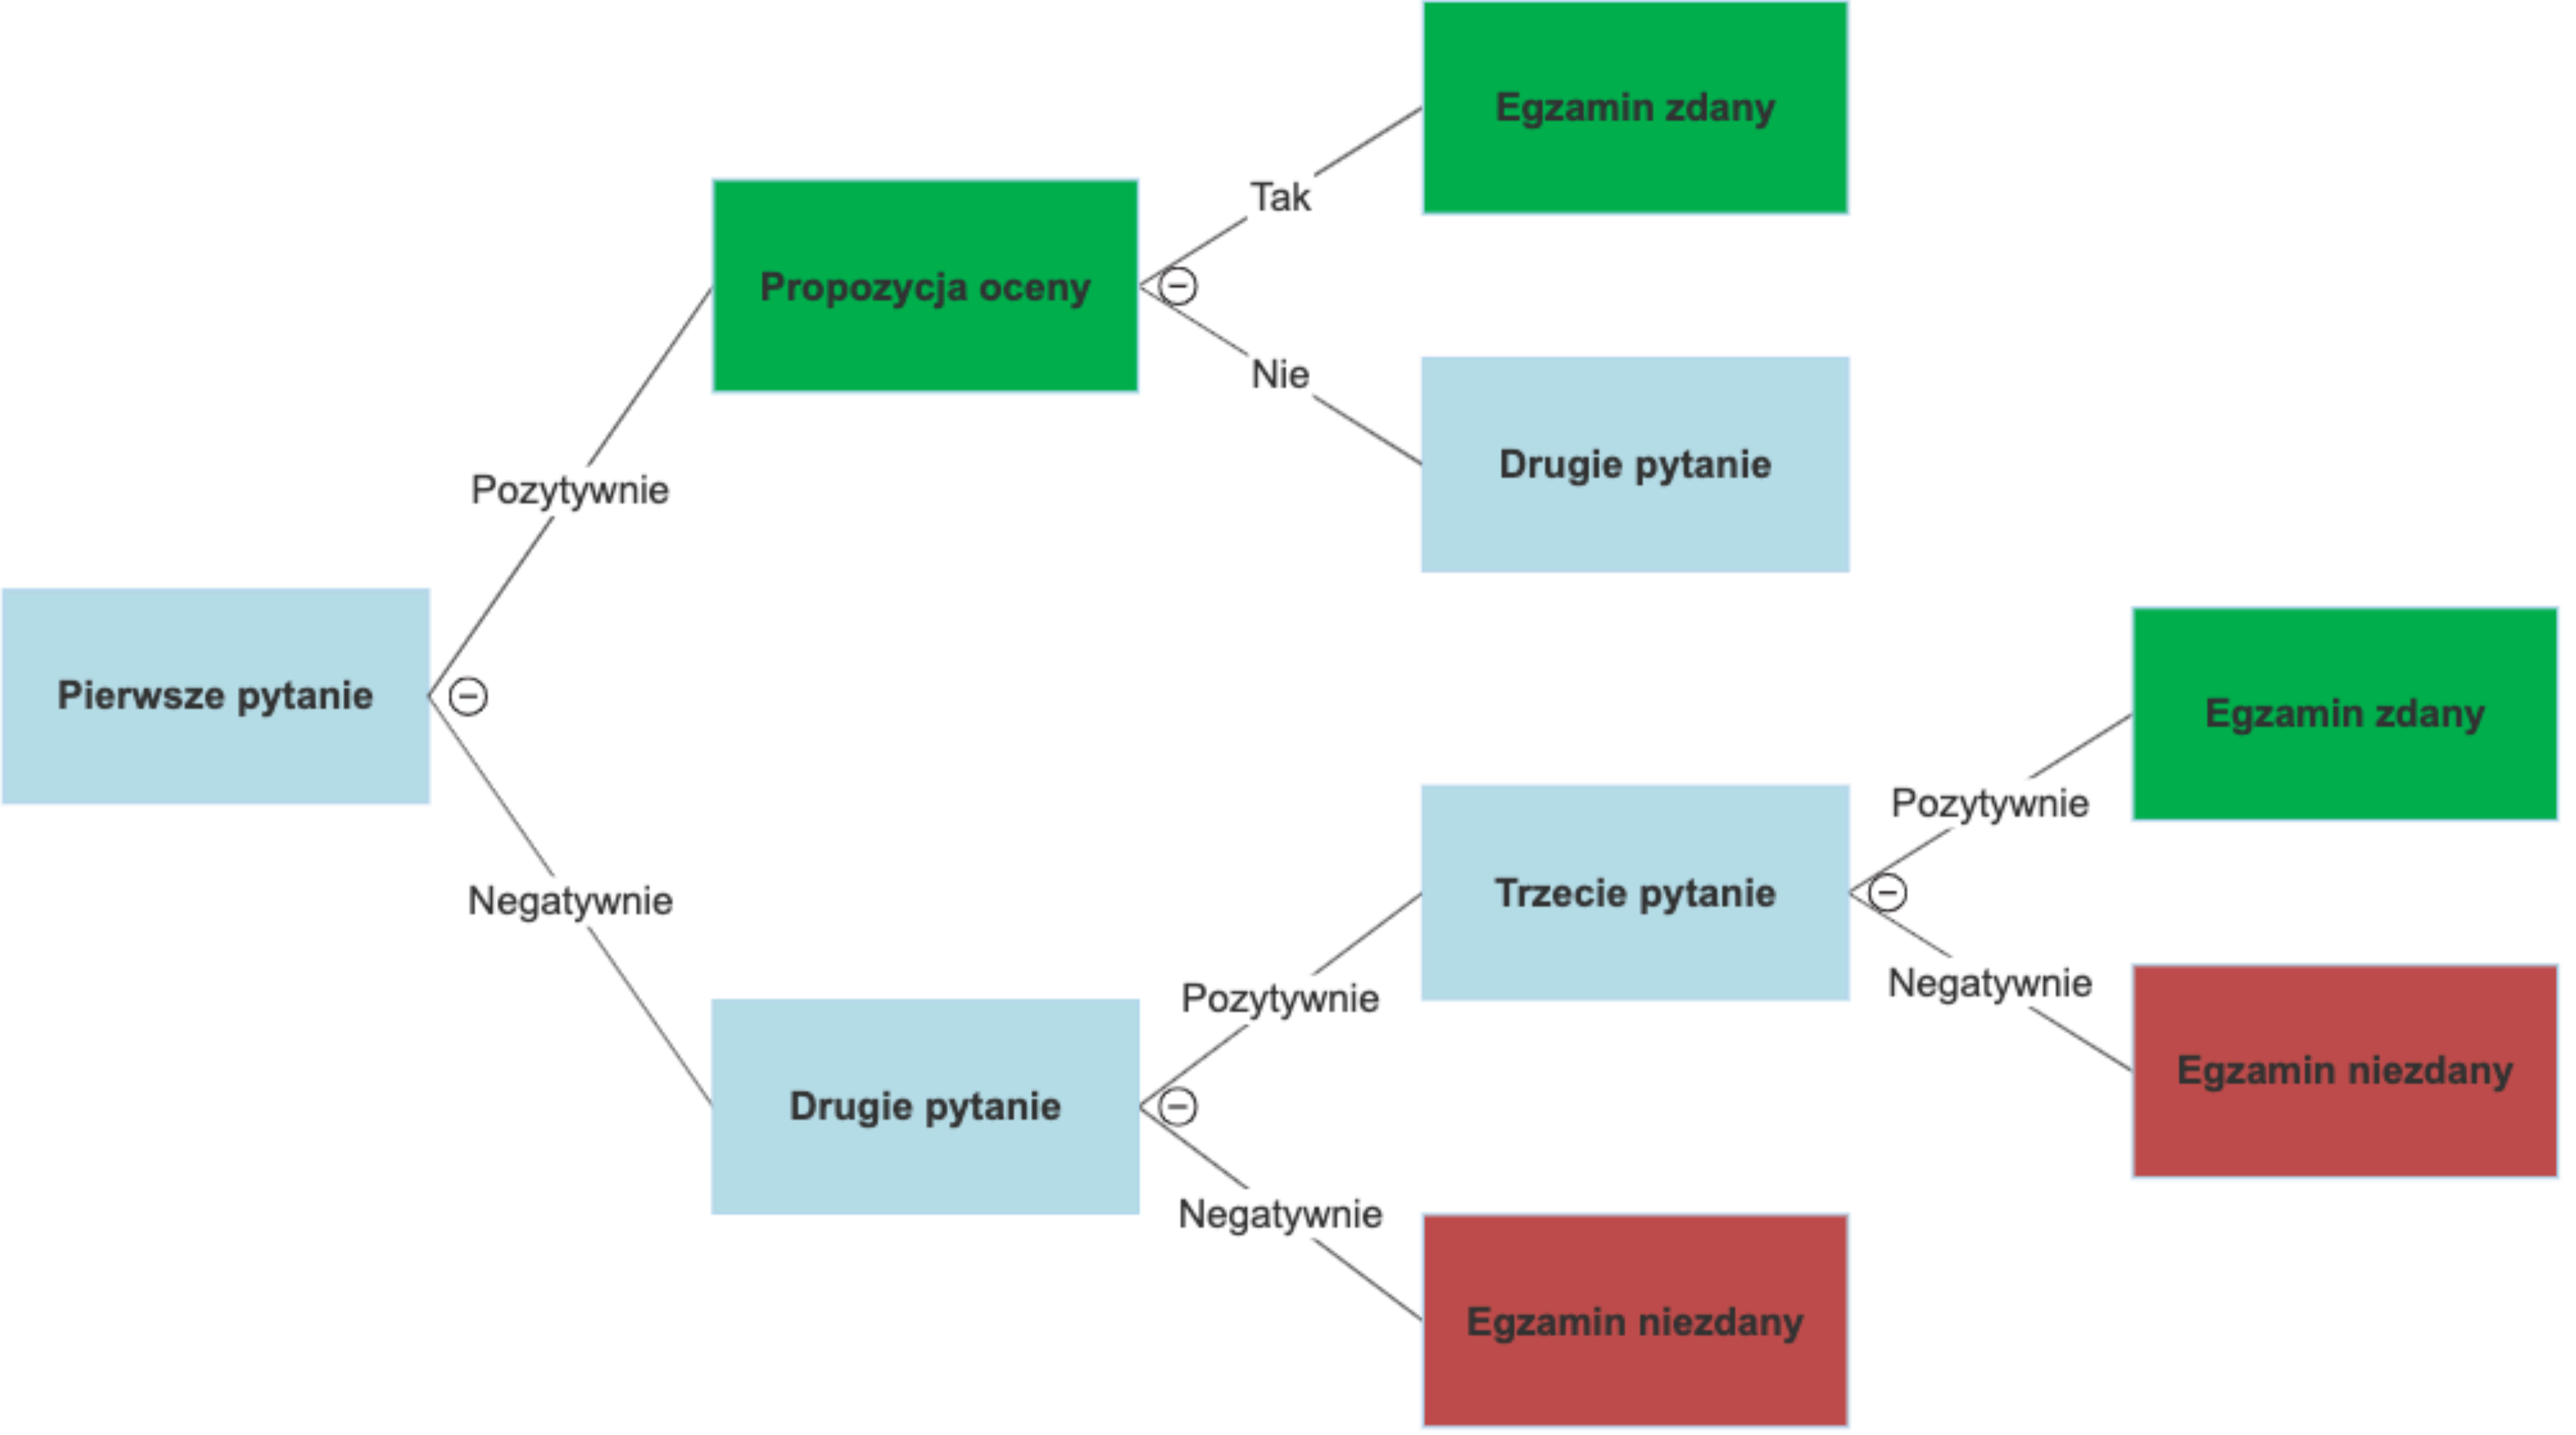 Egzamin zdany
Tak
Propozycja oceny
Nie
Drugie pytanie
Pozytywnie
Pierwsze pytanie
Egzamin zdany
Pozytywnie
Trzecie pytanie
Negatywnie
Negatywnie
Pozytywnie
Egzamin niezdany
Drugie pytanie
Negatywnie
Egzamin niezdany